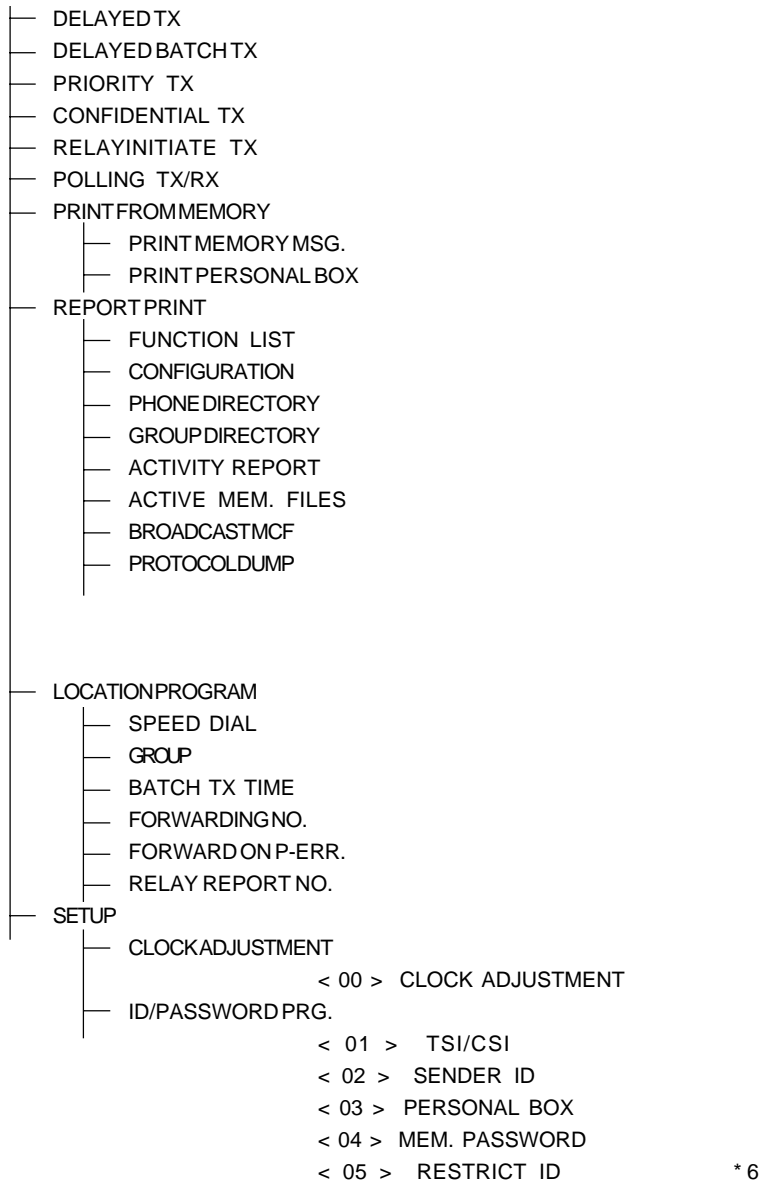 DELAYED TX
DELAYED BATCH TX
PRIORITY TX
CONFIDENTIAL TX
RELAY INITIATE TX
POLLING TX/RX
PRINT FROM MEMORY
PRINT MEMORY MSG.
PRINT PERSONAL BOX
REPORT PRINT
FUNCTION LIST
CONFIGURATION
PHONE DIRECTORY
GROUP DIRECTORY
ACTIVITY REPORT
ACTIVE MEM. FILES
BROADCAST MCF
PROTOCOL DUMP
LOCATION PROGRAM
SPEED DIAL
GROUP
BATCH TX TIME
FORWARDING NO.
FORWARD ON P-ERR.
RELAY REPORT NO.
SETUP
CLOCK ADJUSTMENT
< 00 > CLOCK ADJUSTMENT
ID/PASSWORD PRG.
< 01 > TSI/CSI
< 02 > SENDER ID
< 03 > PERSONAL BOX
< 04 > MEM. PASSWORD
< 05 > RESTRICT ID * 6